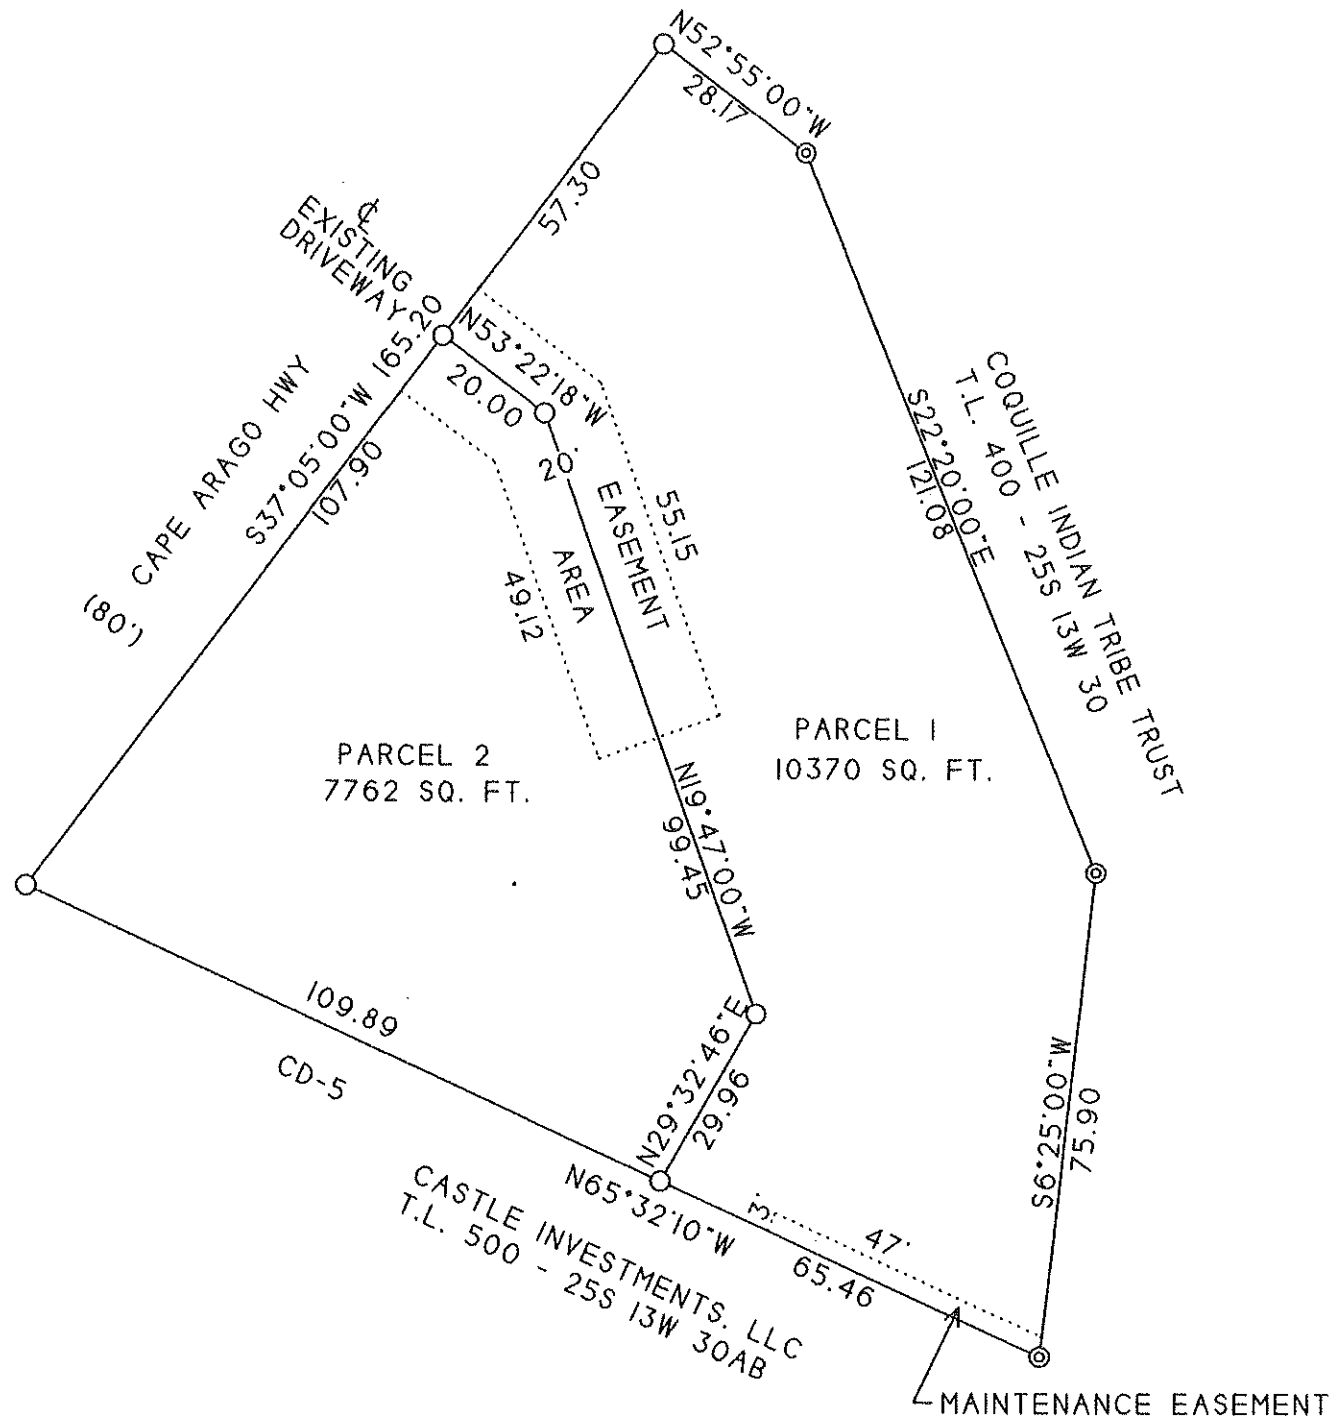 N52°55'00"W
28.17
57.30
℄
EXISTING
DRIVEWAY
N53°22'18"W
20.00
S37°05'00"W 165.20
107.90
CAPE ARAGO HWY
(80')
20'
EASEMENT
AREA
55.15
49.12
S22°20'00"E
121.08
COQUILLE INDIAN TRIBE TRUST
T.L. 400 - 25S 13W 30
PARCEL 2
7762 SQ. FT.
PARCEL 1
10370 SQ. FT.
N19°47'00"W
99.45
109.89
CD-5
N29°32'46"E
29.96
S6°25'00"W
75.90
N65°32'10"W
3'
47'
65.46
CASTLE INVESTMENTS, LLC
T.L. 500 - 25S 13W 30AB
MAINTENANCE EASEMENT